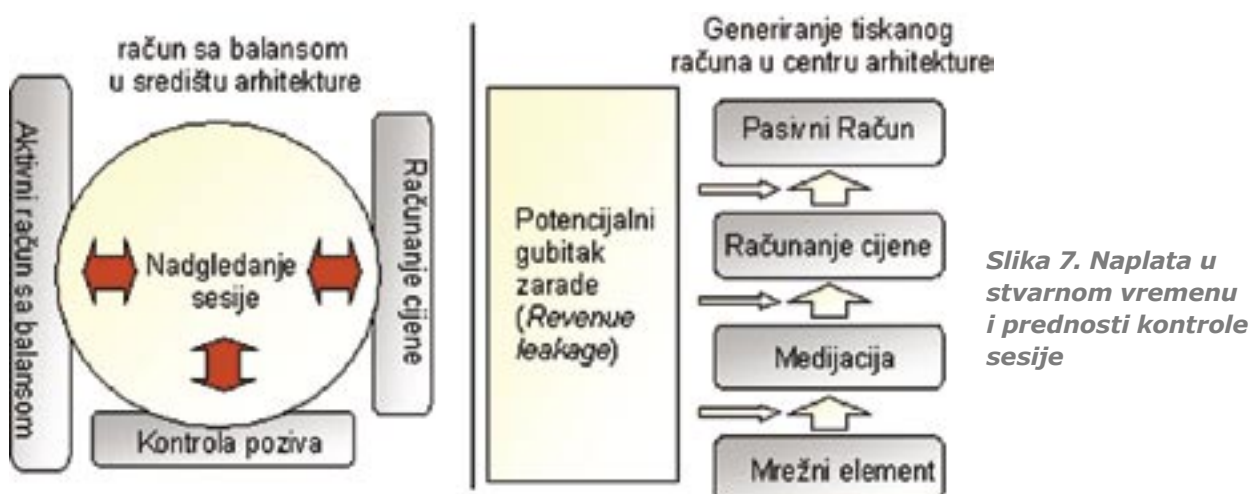 račun sa balansom
u središtu arhitekture
Aktivni račun sa balansom
Nadgledanje
sesije
Računanje cijene
Kontrola poziva
Generiranje tiskanog
računa u centru arhitekture
Potencijalni
gubitak
zarade
(Revenue
leakage)
Pasivni Račun
Računanje cijene
Medijacija
Mrežni element
Slika 7. Naplata u
stvarnom vremenu
i prednosti kontrole
sesije